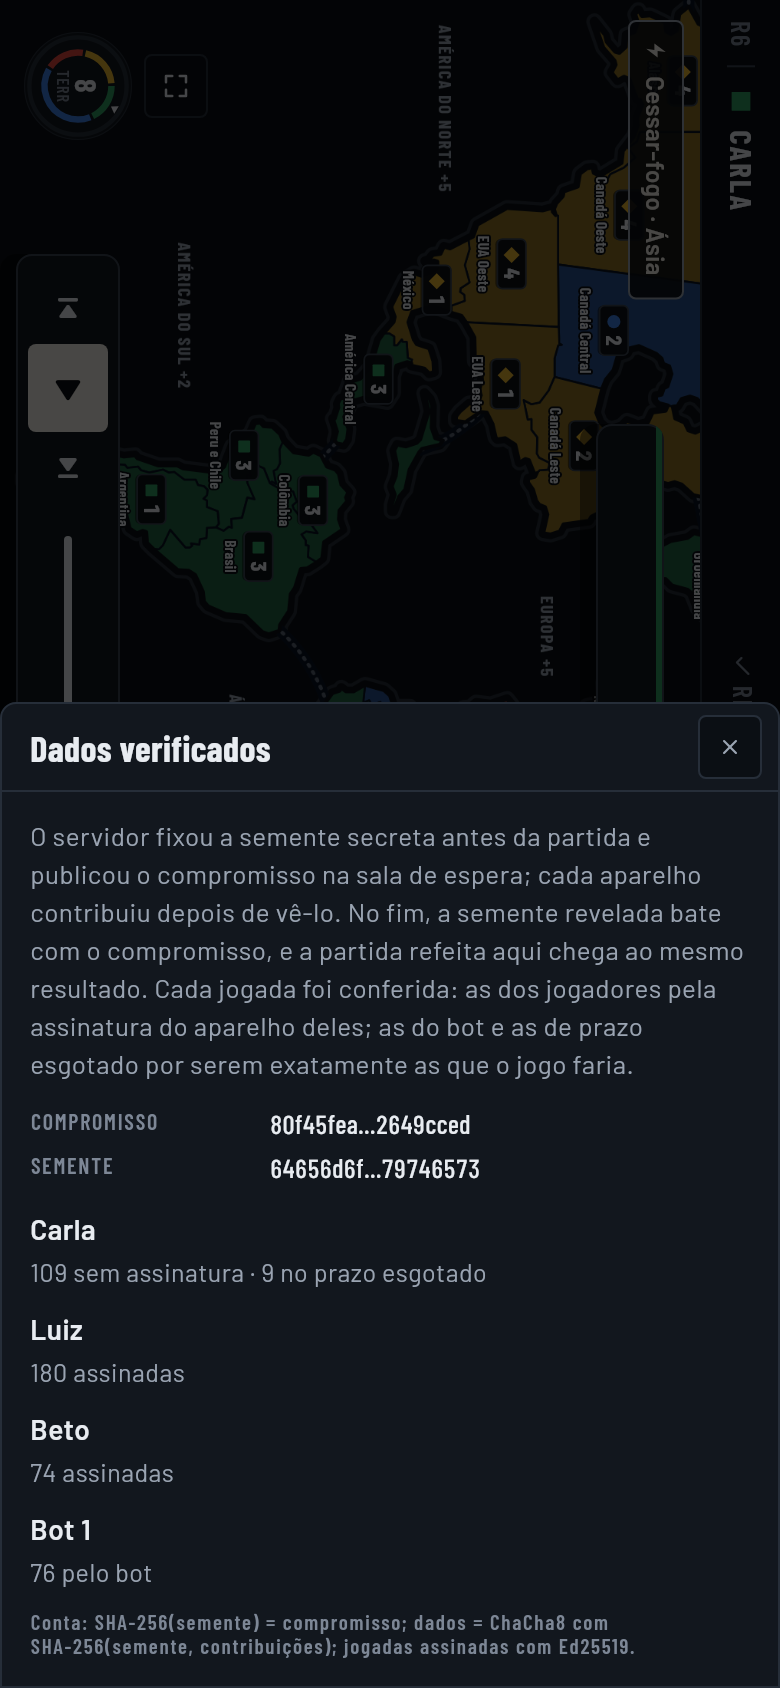 R6
CARLA
Cessar-fogo · Ásia
8
TERR
AMÉRICA DO NORTE +5
AMÉRICA DO SUL +2
EUROPA +5
Canadá Oeste
4
EUA Oeste
4
Canadá Central
2
México
1
América Central
3
EUA Leste
1
Canadá Leste
2
Peru e Chile
3
Colômbia
3
Argentina
1
Brasil
3
Groenlândia
Dados verificados
O servidor fixou a semente secreta antes da partida e
publicou o compromisso na sala de espera; cada aparelho
contribuiu depois de vê-lo. No fim, a semente revelada bate
com o compromisso, e a partida refeita aqui chega ao mesmo
resultado. Cada jogada foi conferida: as dos jogadores pela
assinatura do aparelho deles; as do bot e as de prazo
esgotado por serem exatamente as que o jogo faria.
COMPROMISSO 80f45fea…2649cced
SEMENTE 64656d6f…79746573
Carla
109 sem assinatura · 9 no prazo esgotado
Luiz
180 assinadas
Beto
74 assinadas
Bot 1
76 pelo bot
Conta: SHA-256(semente) = compromisso; dados = ChaCha8 com
SHA-256(semente, contribuições); jogadas assinadas com Ed25519.